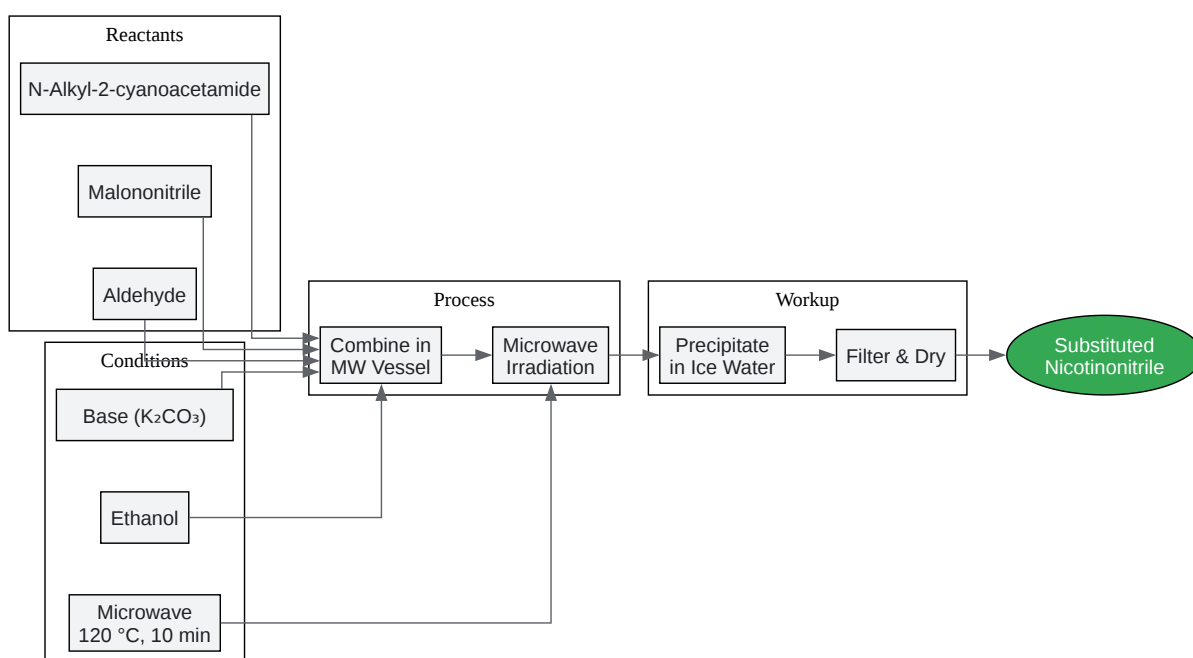 Reactants
N-Alkyl-2-cyanoacetamide
Malononitrile
Aldehyde
Conditions
Base (K₂CO₃)
Ethanol
Microwave
120 °C, 10 min
Process
Combine in
MW Vessel
Microwave
Irradiation
Workup
Precipitate
in Ice Water
Filter & Dry
Substituted
Nicotinonitrile